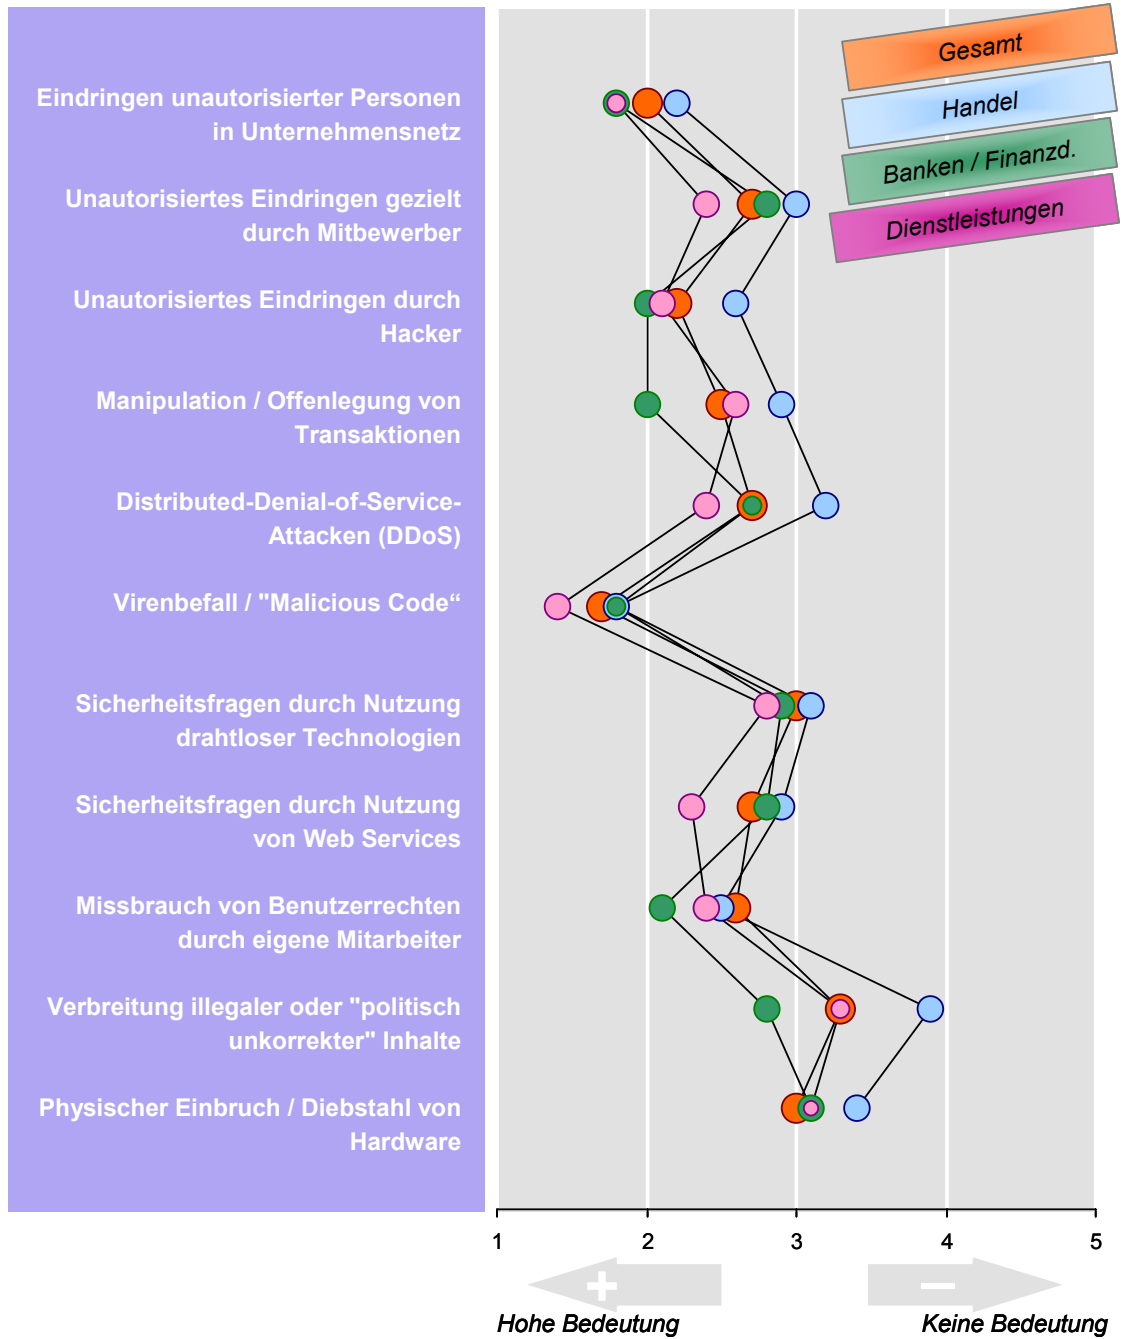 Gesamt
Handel
Banken / Finanzd.
Dienstleistungen
Eindringen unautorisierter Personen
in Unternehmensnetz
Unautorisiertes Eindringen gezielt
durch Mitbewerber
Unautorisiertes Eindringen durch
Hacker
Manipulation / Offenlegung von
Transaktionen
Distributed-Denial-of-Service-
Attacken (DDoS)
Virenbefall / "Malicious Code“
Sicherheitsfragen durch Nutzung
drahtloser Technologien
Sicherheitsfragen durch Nutzung
von Web Services
Missbrauch von Benutzerrechten
durch eigene Mitarbeiter
Verbreitung illegaler oder "politisch
unkorrekter" Inhalte
Physischer Einbruch / Diebstahl von
Hardware
1 2 3 4 5
+ −
Hohe Bedeutung Keine Bedeutung